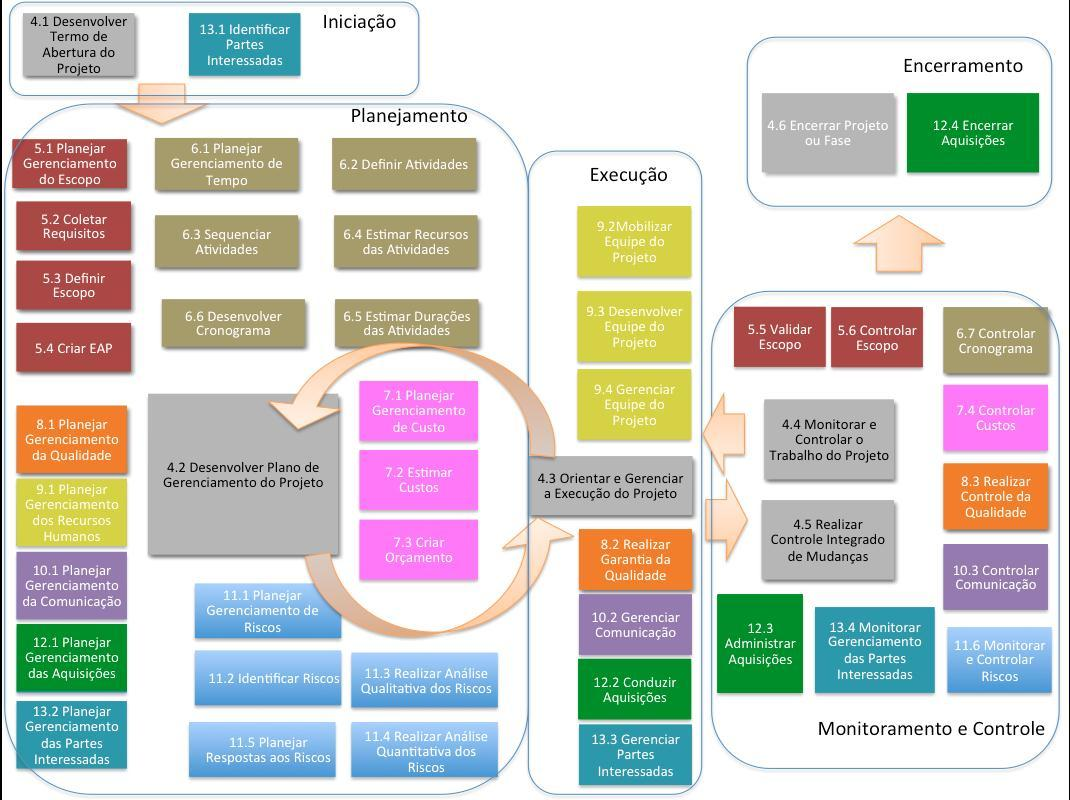 Iniciação
4.1 Desenvolver
Termo de
Abertura do
Projeto
13.1 Identificar
Partes
Interessadas
Planejamento
5.1 Planejar
Gerenciamento
do Escopo
6.1 Planejar
Gerenciamento de
Tempo
6.2 Definir Atividades
5.2 Coletar
Requisitos
6.3 Sequenciar
Atividades
6.4 Estimar Recursos
das Atividades
5.3 Definir
Escopo
6.6 Desenvolver
Cronograma
6.5 Estimar Durações
das Atividades
5.4 Criar EAP
8.1 Planejar
Gerenciamento
da Qualidade
4.2 Desenvolver Plano de
Gerenciamento do Projeto
7.1 Planejar
Gerenciamento
de Custo
7.2 Estimar
Custos
7.3 Criar
Orçamento
9.1 Planejar
Gerenciamento
dos Recursos
Humanos
10.1 Planejar
Gerenciamento
da Comunicação
12.1 Planejar
Gerenciamento
das Aquisições
13.2 Planejar
Gerenciamento
das Partes
Interessadas
11.1 Planejar
Gerenciamento de
Riscos
11.2 Identificar Riscos
11.3 Realizar Análise
Qualitativa dos Riscos
11.5 Planejar
Respostas aos Riscos
11.4 Realizar Análise
Quantitativa dos
Riscos
Execução
9.2Mobilizar
Equipe do
Projeto
9.3 Desenvolver
Equipe do
Projeto
9.4 Gerenciar
Equipe do
Projeto
4.3 Orientar e Gerenciar
a Execução do Projeto
8.2 Realizar
Garantia da
Qualidade
10.2 Gerenciar
Comunicação
12.2 Conduzir
Aquisições
13.3 Gerenciar
Partes
Interessadas
Encerramento
4.6 Encerrar Projeto
ou Fase
12.4 Encerrar
Aquisições
5.5 Validar
Escopo
5.6 Controlar
Escopo
6.7 Controlar
Cronograma
4.4 Monitorar e
Controlar o
Trabalho do Projeto
7.4 Controlar
Custos
4.5 Realizar
Controle Integrado
de Mudanças
8.3 Realizar
Controle da
Qualidade
10.3 Controlar
Comunicação
12.3
Administrar
Aquisições
13.4 Monitorar
Gerenciamento
das Partes
Interessadas
11.6 Monitorar
e Controlar
Riscos
Monitoramento e Controle